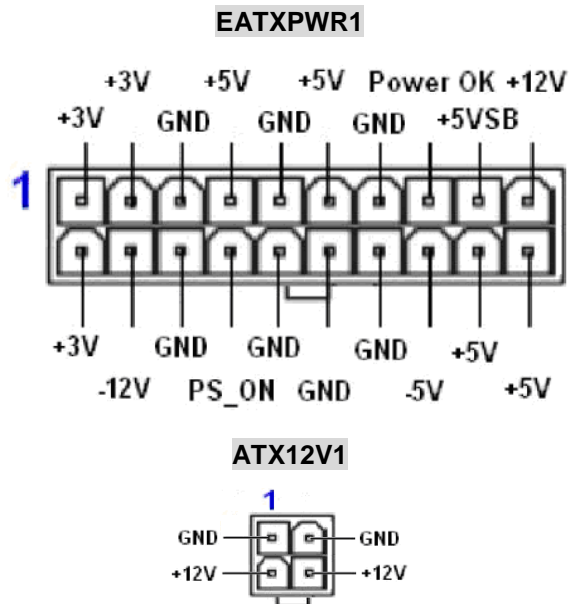 EATXPWR1
+3V +5V +5V Power OK +12V
+3V GND GND GND +5VSB
1
+3V GND GND GND +5V
-12V PS_ON GND -5V +5V
ATX12V1
1
GND GND
+12V +12V